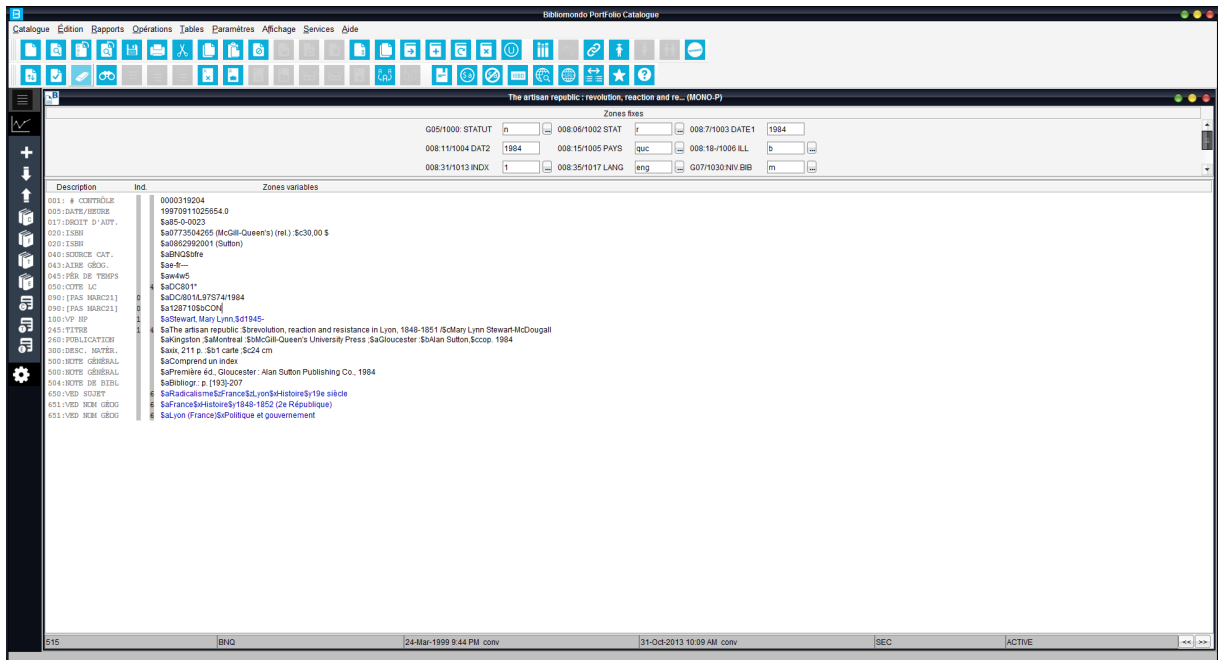 Bibliomondo PortFolio Catalogue
Catalogue Édition Rapports Opérations Tables Paramètres Affichage Services Aide
The artisan republic : revolution, reaction and re... (MONO-P)
Zones fixes
G05/1000: STATUT n ... 008:06/1002 STAT r ... 008:7/1003 DATE1 1984
008:11/1004 DAT2 1984 008:15/1005 PAYS quc ... 008:18-/1006 ILL b ...
008:31/1013 INDX 1 ... 008:35/1017 LANG eng ... G07/1030:NIV.BIB m ...
Description Ind. Zones variables
001: # CONTRÔLE 0000319204
005:DATE/HEURE 19970911025654.0
017:DROIT D'AUT. $a85-0-0023
020:ISBN $a0773504265 (McGill-Queen's) (rel.) :$c30,00 $
020:ISBN $a0862992001 (Sutton)
040:SOURCE CAT. $aBNQ$bfre
043:AIRE GÉOG. $ae-fr---
045:PÉR DE TEMPS $aw4w5
050:COTE LC 4 $aDC801*
090:[PAS MARC21] 0 $aDC/801/L97S74/1984
090:[PAS MARC21] 0 $a128710$bCON
100:VP NP 1 $aStewart, Mary Lynn,$d1945-
245:TITRE 1 4 $aThe artisan republic :$brevolution, reaction and resistance in Lyon, 1848-1851 /$cMary Lynn Stewart-McDougall
260:PUBLICATION $aKingston ;$aMontreal :$bMcGill-Queen's University Press ;$aGloucester :$bAlan Sutton,$ccop. 1984
300:DESC. MATÉR. $axix, 211 p. :$b1 carte ;$c24 cm
500:NOTE GÉNÉRAL $aComprend un index
500:NOTE GÉNÉRAL $aPremière éd., Gloucester : Alan Sutton Publishing Co., 1984
504:NOTE DE BIBL $aBibliogr.: p. [193]-207
650:VED SUJET 6 $aRadicalisme$zFrance$zLyon$xHistoire$y19e siècle
651:VED NOM GÉOG 6 $aFrance$xHistoire$y1848-1852 (2e République)
651:VED NOM GÉOG 6 $aLyon (France)$xPolitique et gouvernement
515 BNQ 24-Mar-1999 9:44 PM conv 31-Oct-2013 10:09 AM conv SEC ACTIVE << >>